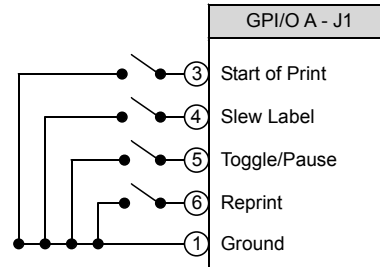 GPI/O A - J1
3 Start of Print
4 Slew Label
5 Toggle/Pause
6 Reprint
1 Ground